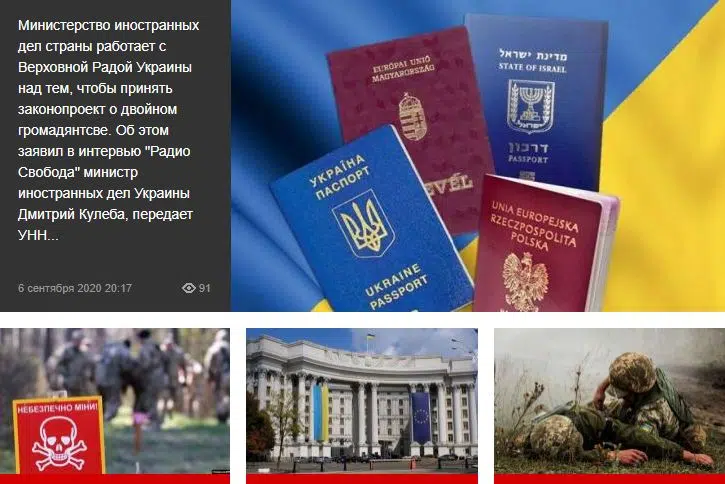 Министерство иностранных
дел страны работает с
Верховной Радой Украины
над тем, чтобы принять
законопроект о двойном
громадянтсве. Об этом
заявил в интервью "Радио
Свобода" министр
иностранных дел Украины
Дмитрий Кулеба, передает
УНН...
6 сентября 2020 20:17
91
EURÓPAI UNIÓ
MAGYARORSZÁG
ÚTLEVÉL
מדינת ישראל
STATE OF ISRAEL
דרכון
PASSPORT
УКРАЇНА
ПАСПОРТ
UKRAINE
PASSPORT
UNIA EUROPEJSKA
RZECZPOSPOLITA
POLSKA
НЕБЕЗПЕЧНО МІНИ!